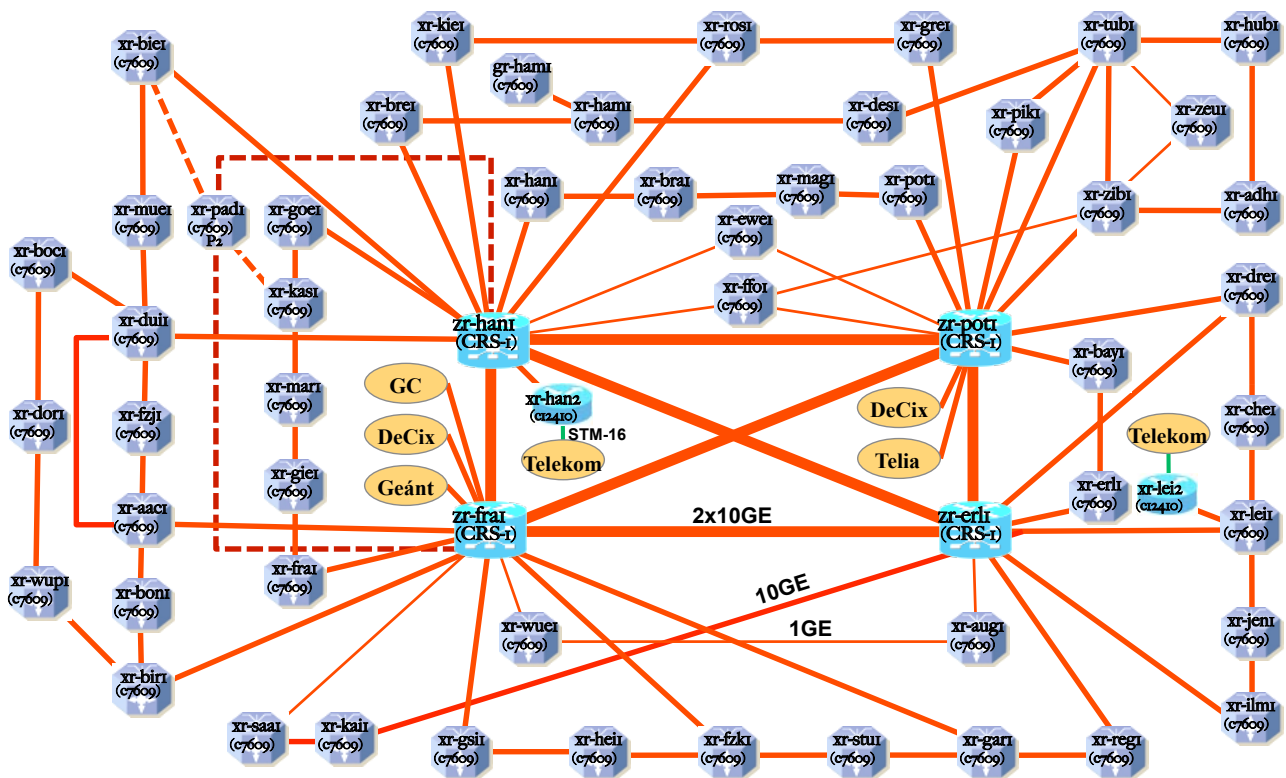 xr-kie1
(c7609)
xr-ros1
(c7609)
xr-gre1
(c7609)
xr-tub1
(c7609)
xr-hub1
(c7609)
xr-bie1
(c7609)
gr-ham1
(c7609)
xr-bre1
(c7609)
xr-ham1
(c7609)
xr-des1
(c7609)
xr-pik1
(c7609)
xr-zeu1
(c7609)
xr-han1
(c7609)
xr-bra1
(c7609)
xr-mag1
(c7609)
xr-pot1
(c7609)
xr-zib1
(c7609)
xr-adh1
(c7609)
xr-mue1
(c7609)
xr-pad1
(c7609)
P2
xr-goe1
(c7609)
xr-ewe1
(c7609)
xr-boc1
(c7609)
xr-kas1
(c7609)
xr-ffo1
(c7609)
xr-dre1
(c7609)
xr-dui1
(c7609)
zr-han1
(CRS-1)
zr-pot1
(CRS-1)
xr-bay1
(c7609)
xr-mar1
(c7609)
GC
xr-han2
(c12410)
STM-16
Telekom
DeCix
xr-che1
(c7609)
xr-dor1
(c7609)
xr-fzj1
(c7609)
DeCix
Telia
Telekom
xr-gie1
(c7609)
Geánt
xr-erl1
(c7609)
xr-lei2
(c12410)
xr-aac1
(c7609)
zr-fra1
(CRS-1)
2x10GE
zr-erl1
(CRS-1)
xr-lei1
(c7609)
xr-wup1
(c7609)
xr-bon1
(c7609)
xr-fra1
(c7609)
10GE
xr-wue1
(c7609)
1GE
xr-aug1
(c7609)
xr-jen1
(c7609)
xr-bir1
(c7609)
xr-ilm1
(c7609)
xr-saa1
(c7609)
xr-kai1
(c7609)
xr-gsi1
(c7609)
xr-hei1
(c7609)
xr-fzk1
(c7609)
xr-stu1
(c7609)
xr-gar1
(c7609)
xr-reg1
(c7609)